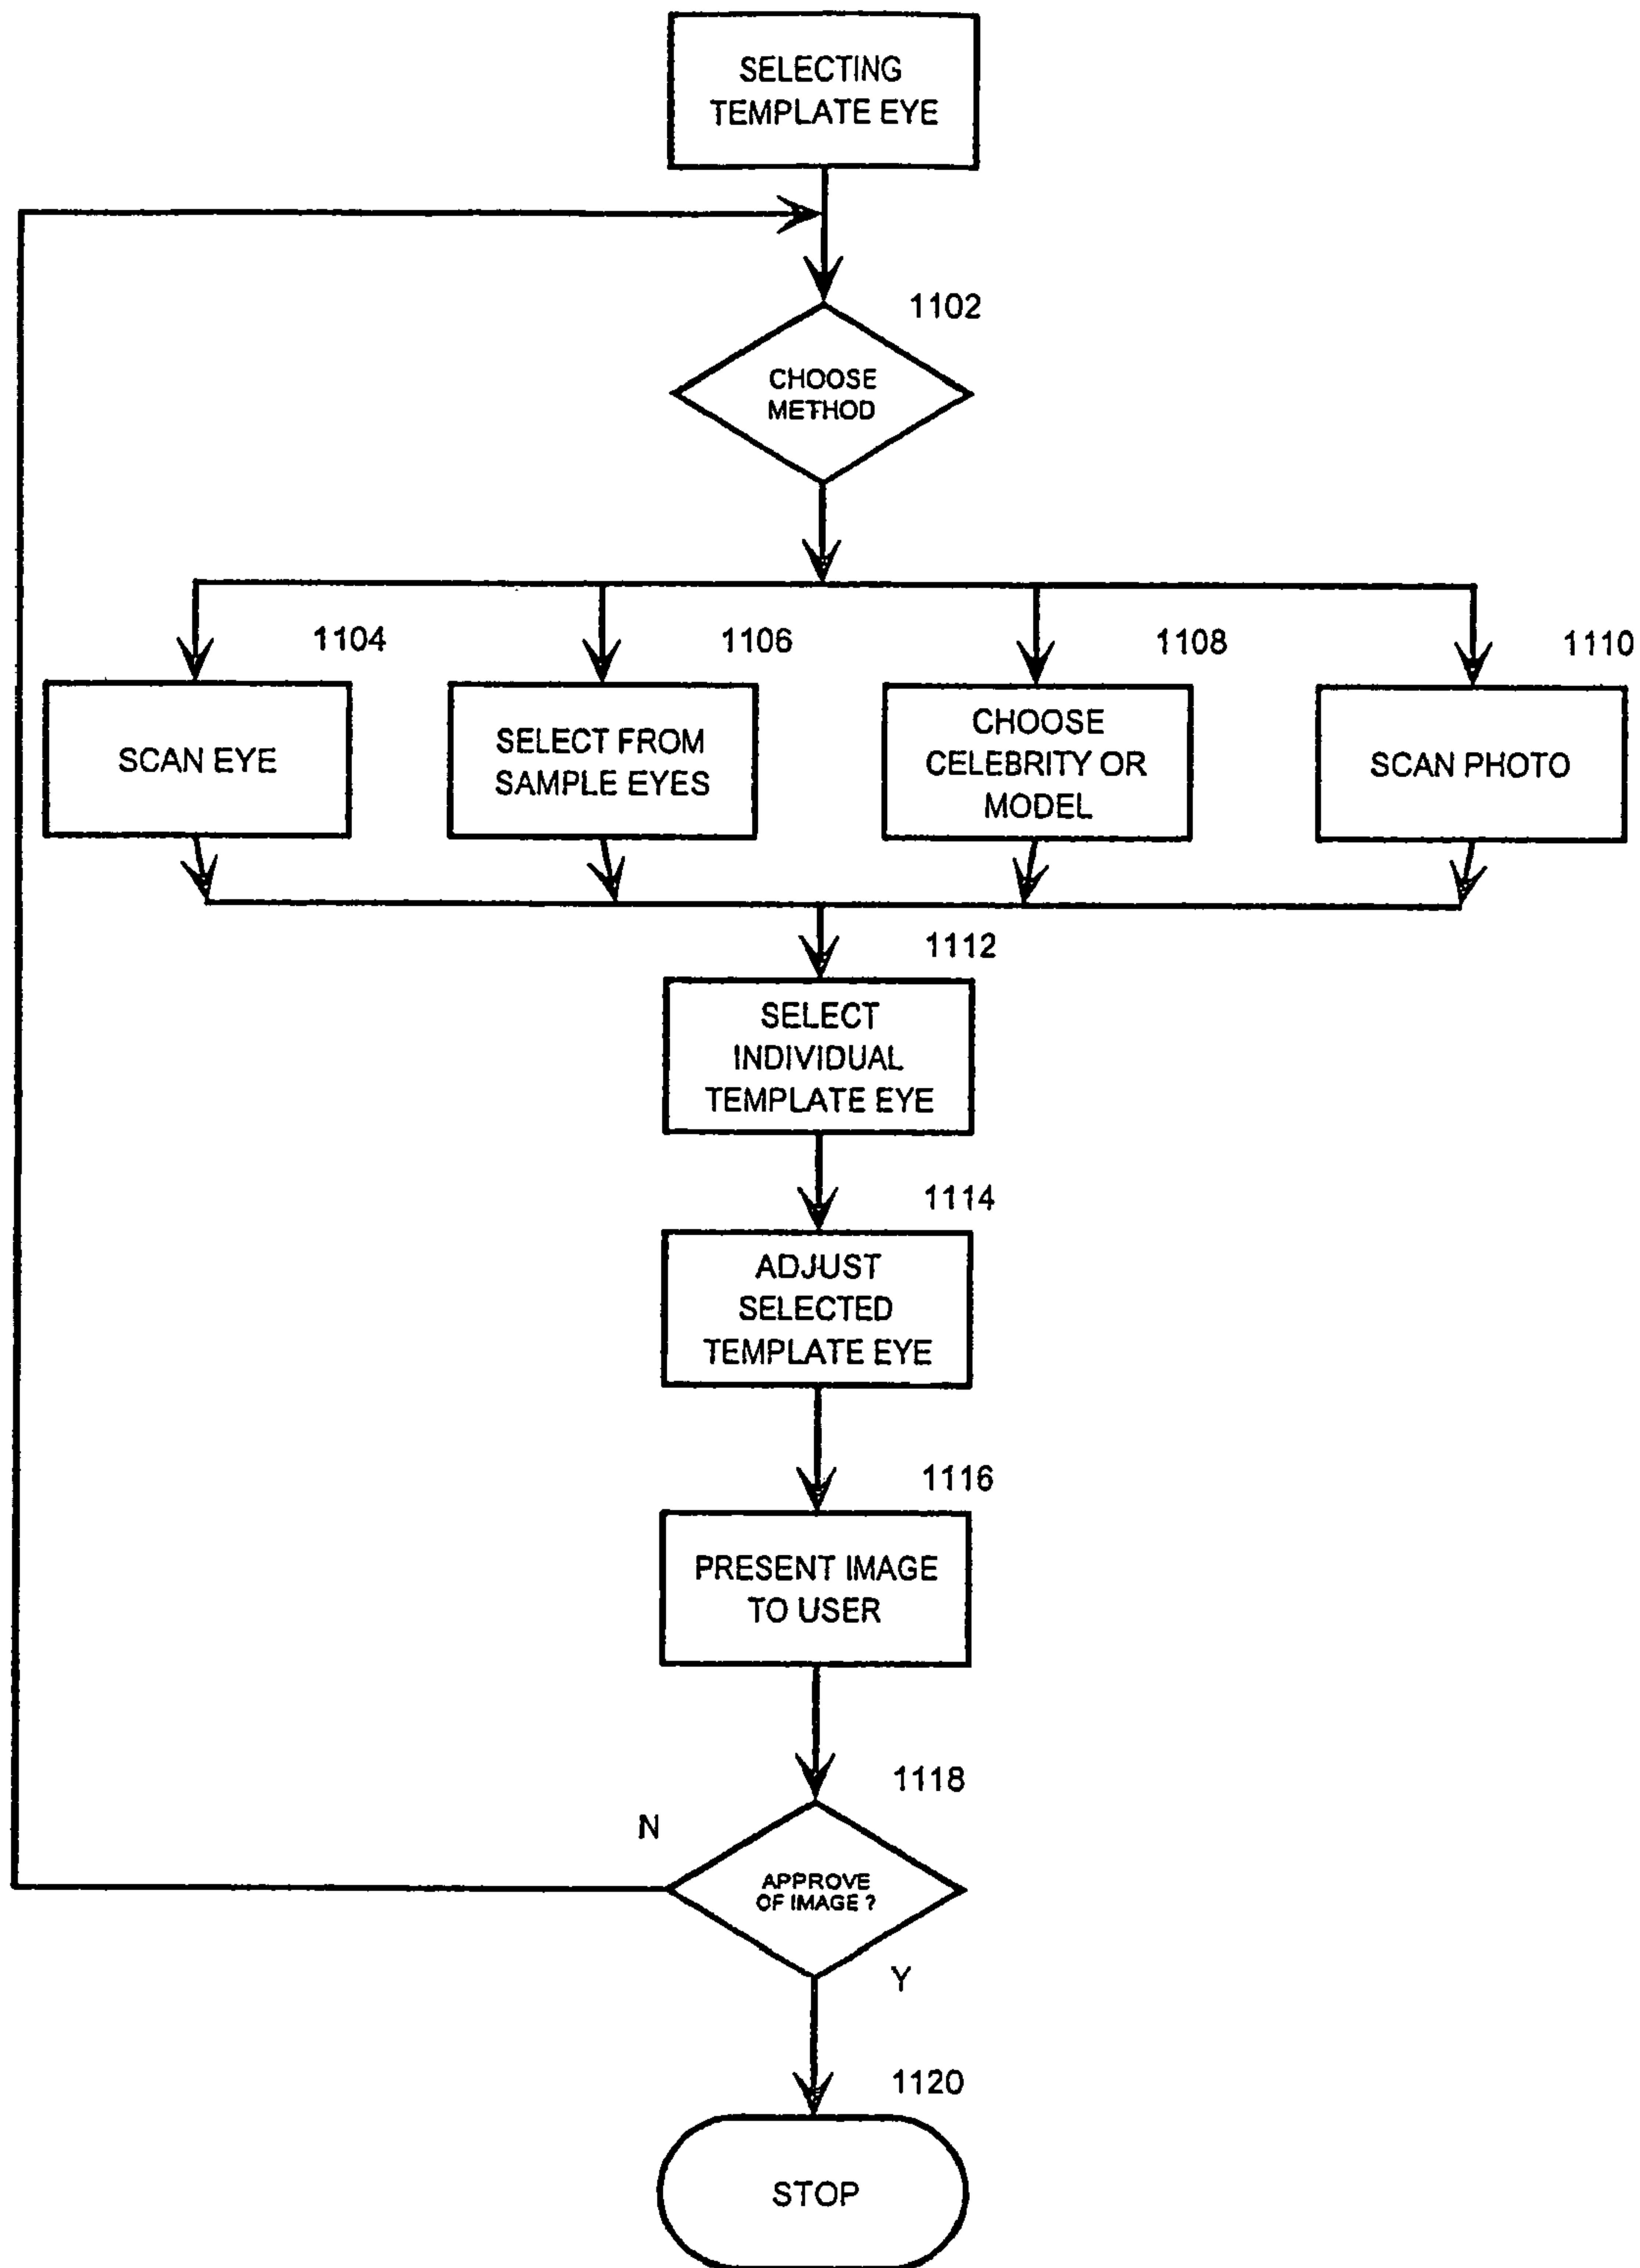 SELECTING
TEMPLATE EYE
1102
CHOOSE
METHOD
1104
1106
1108
1110
SCAN EYE
SELECT FROM
SAMPLE EYES
CHOOSE
CELEBRITY OR
MODEL
SCAN PHOTO
1112
SELECT
INDIVIDUAL
TEMPLATE EYE
1114
ADJUST
SELECTED
TEMPLATE EYE
1116
PRESENT IMAGE
TO USER
1118
N
APPROVE
OF IMAGE ?
Y
1120
STOP